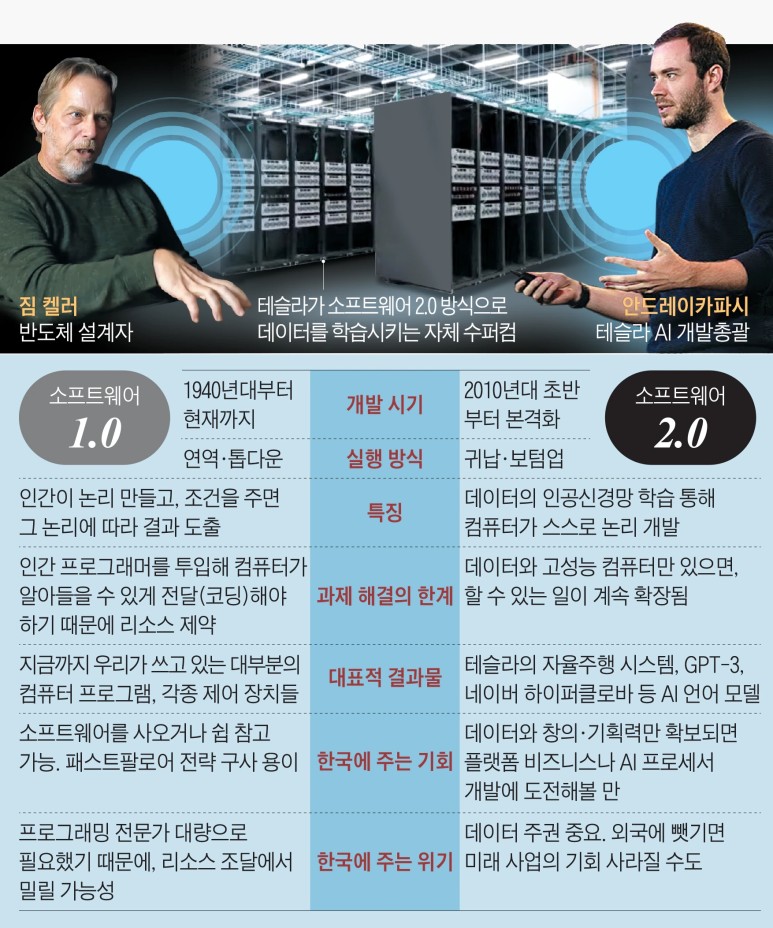 짐 켈러
반도체 설계자
테슬라가 소프트웨어 2.0 방식으로
데이터를 학습시키는 자체 수퍼컴
안드레이카파시
테슬라 AI 개발총괄
소프트웨어
1.0
소프트웨어
2.0
1940년대부터
현재까지
개발 시기
2010년대 초반
부터 본격화
연역·톱다운
실행 방식
귀납·보텀업
인간이 논리 만들고, 조건을 주면
그 논리에 따라 결과 도출
특징
데이터의 인공신경망 학습 통해
컴퓨터가 스스로 논리 개발
인간 프로그래머를 투입해 컴퓨터가
알아들을 수 있게 전달(코딩)해야
하기 때문에 리소스 제약
과제 해결의 한계
데이터와 고성능 컴퓨터만 있으면,
할 수 있는 일이 계속 확장됨
지금까지 우리가 쓰고 있는 대부분의
컴퓨터 프로그램, 각종 제어 장치들
대표적 결과물
테슬라의 자율주행 시스템, GPT-3,
네이버 하이퍼클로바 등 AI 언어 모델
소프트웨어를 사오거나 쉽 참고
가능. 패스트팔로어 전략 구사 용이
한국에 주는 기회
데이터와 창의·기획력만 확보되면
플랫폼 비즈니스나 AI 프로세서
개발에 도전해볼 만
프로그래밍 전문가 대량으로
필요했기 때문에, 리소스 조달에서
밀릴 가능성
한국에 주는 위기
데이터 주권 중요. 외국에 뺏기면
미래 사업의 기회 사라질 수도